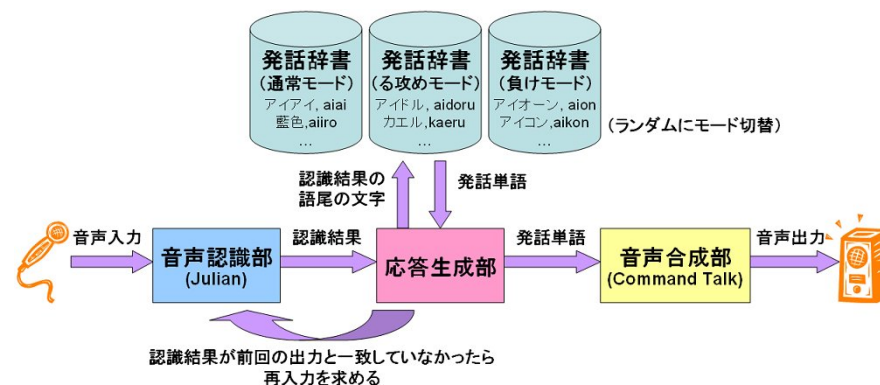 発話辞書
(通常モード)
アイアイ, aiai
藍色,aiiro
…
発話辞書
(る攻めモード)
アイドル, aidoru
カエル,kaeru
…
発話辞書
(負けモード)
アイオーン, aion
アイコン,aikon
…
(ランダムにモード切替)
認識結果の
語尾の文字
発話単語
音声入力
音声認識部
(Julian)
認識結果
応答生成部
発話単語
音声合成部
(Command Talk)
音声出力
認識結果が前回の出力と一致していなかったら
再入力を求める